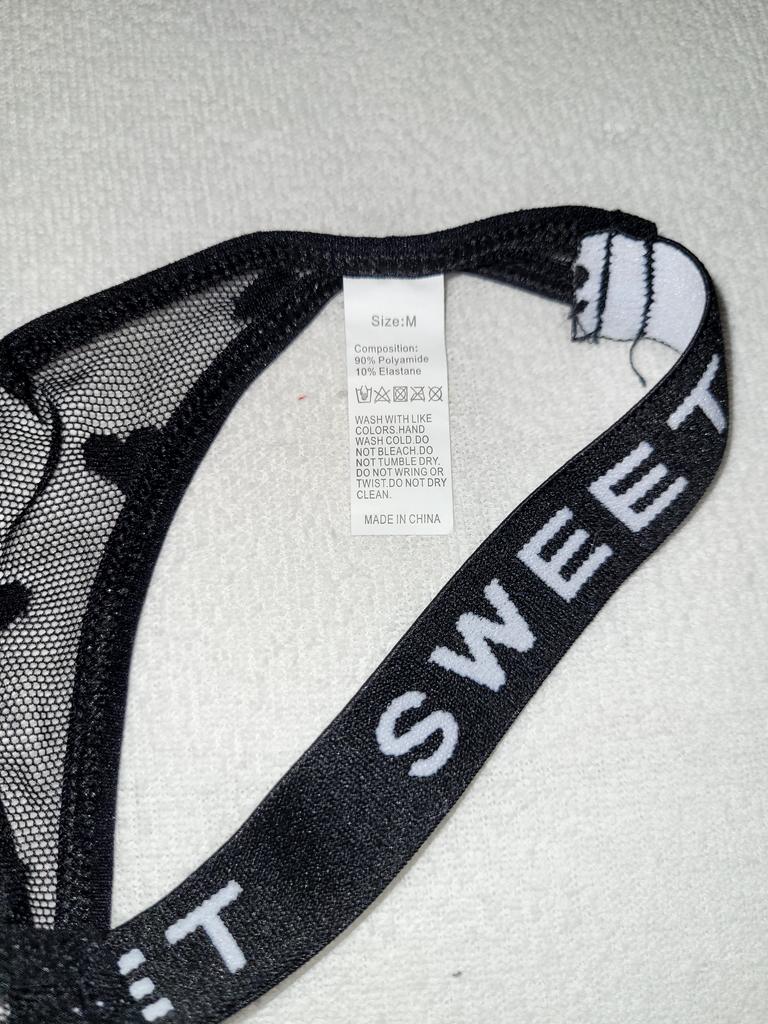 Size:M
Composition:
90% Polyamide
10% Elastane
WASH WITH LIKE
COLORS.HAND
WASH COLD.DO
NOT BLEACH.DO
NOT TUMBLE DRY.
DO NOT WRING OR
TWIST.DO NOT DRY
CLEAN.
MADE IN CHINA
SWEET
ET